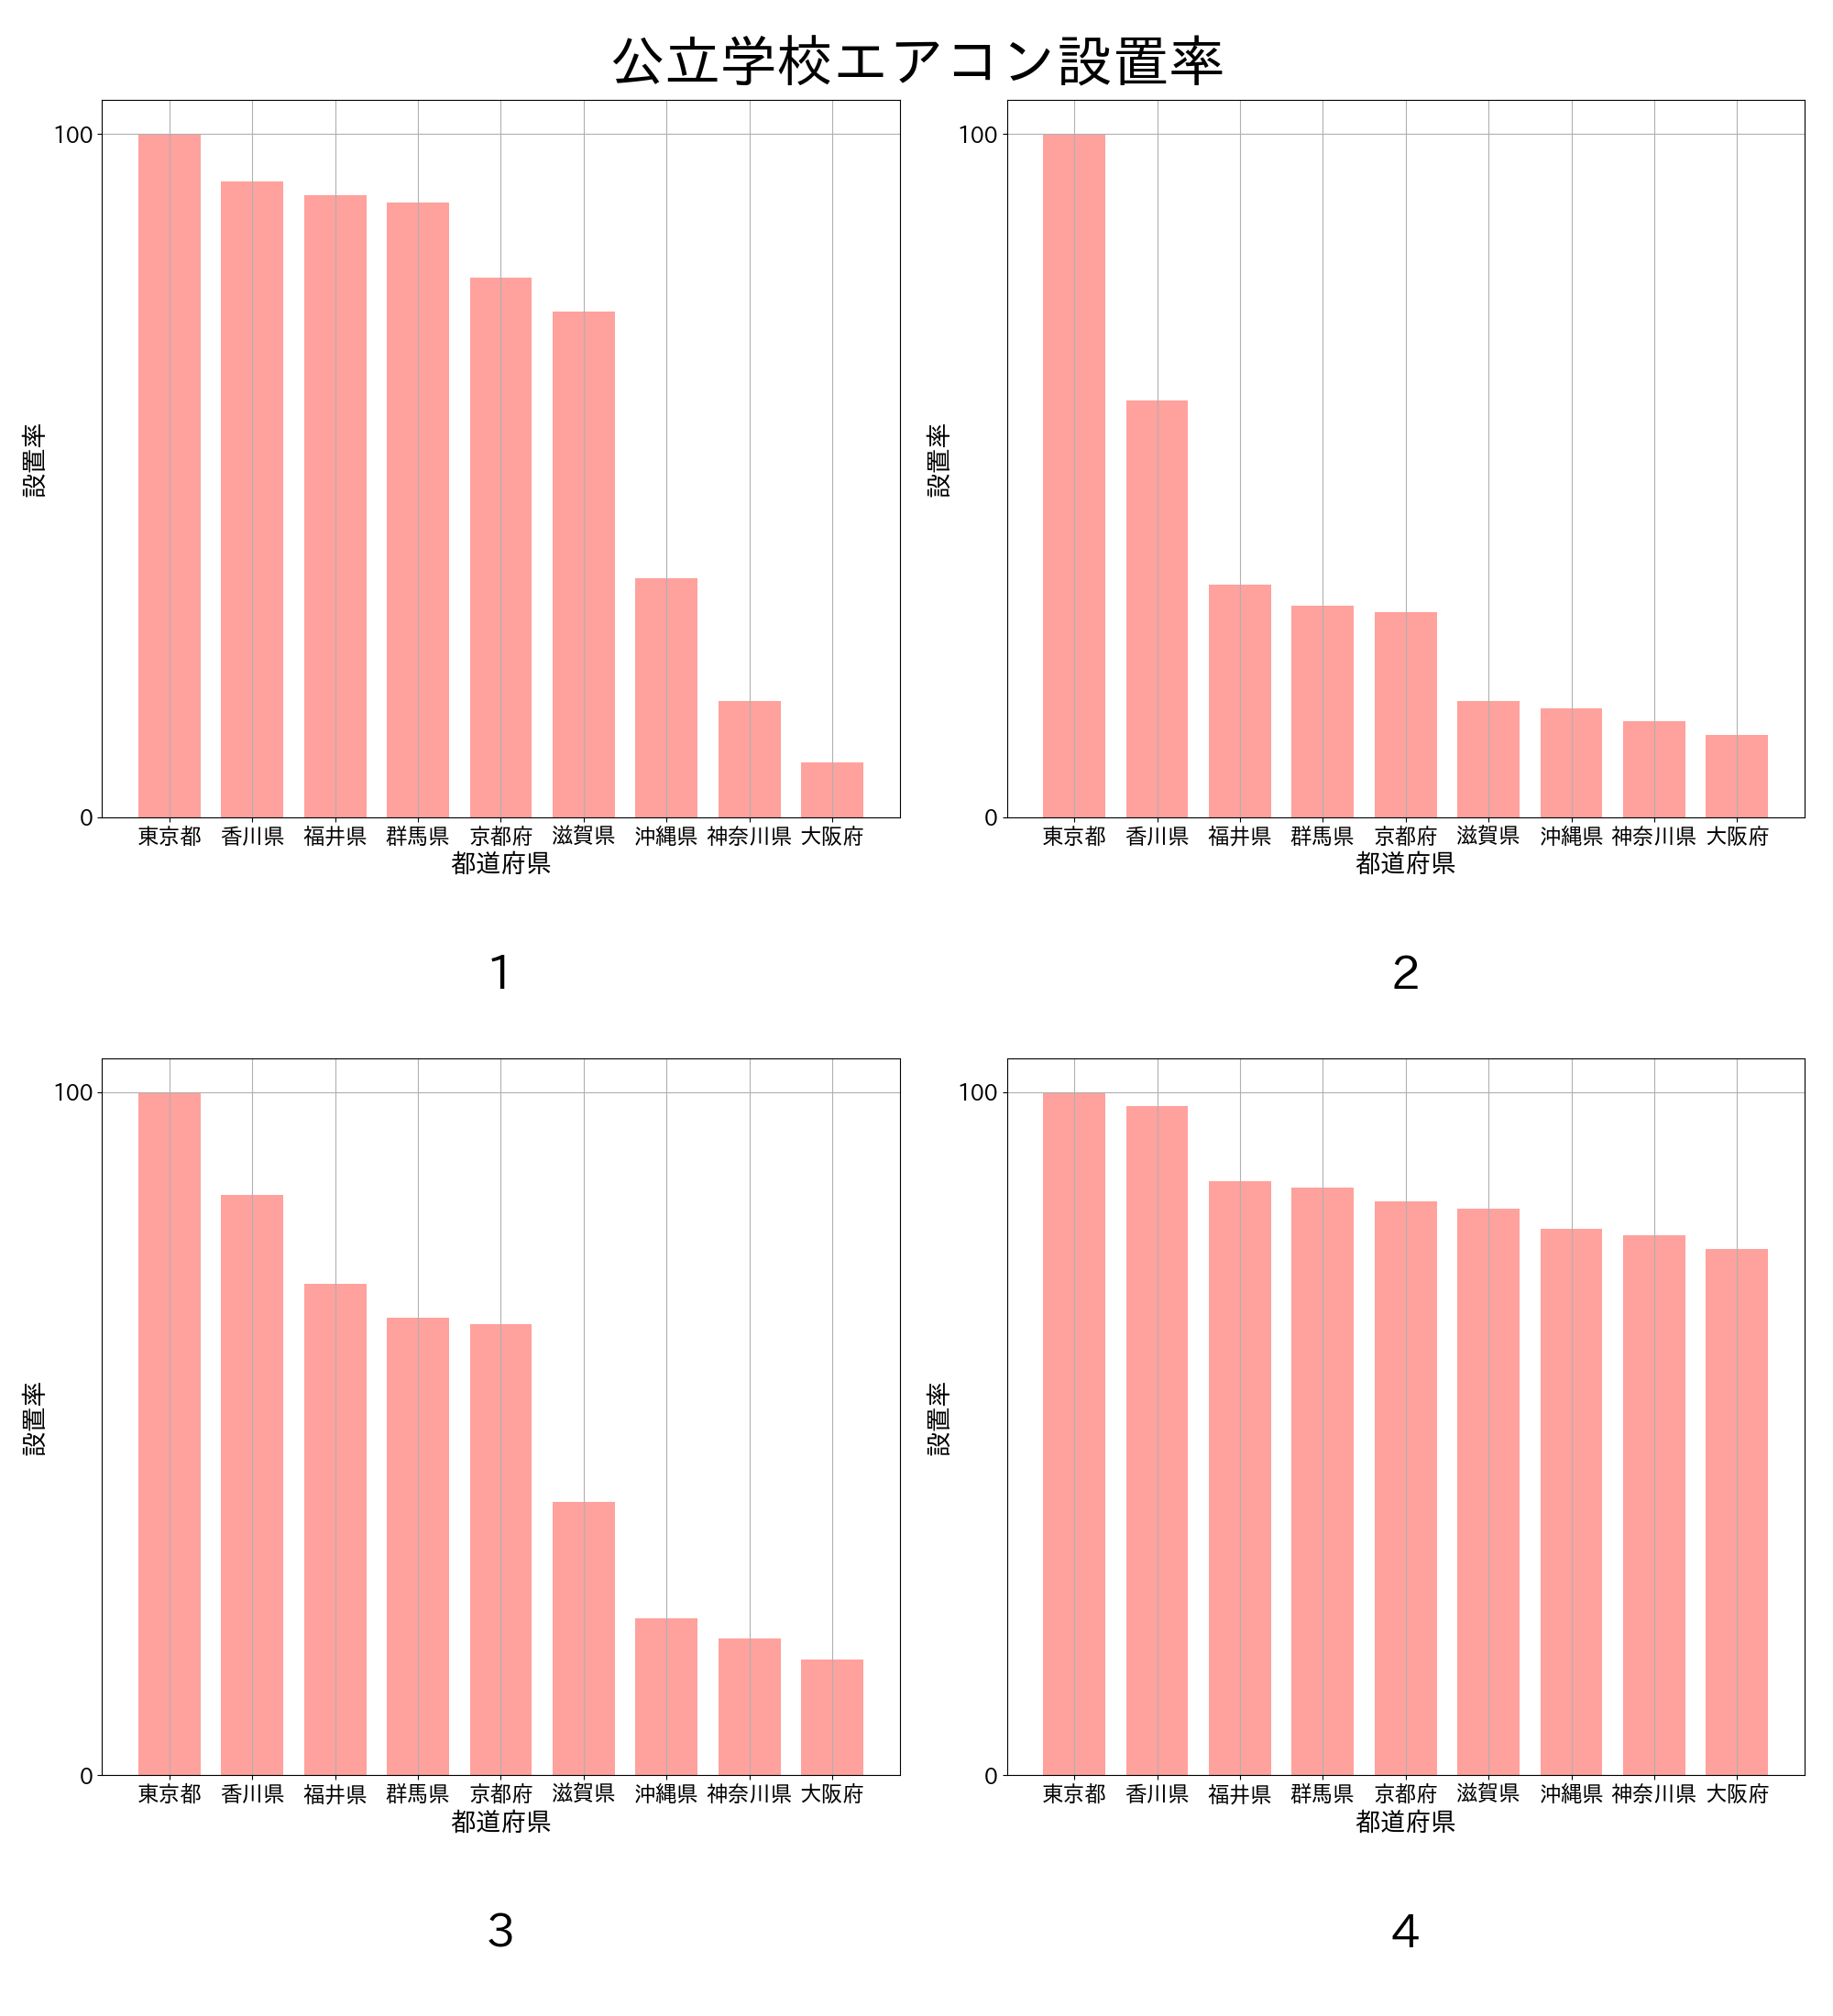 公立学校エアコン設置率
100
設置率
0
東京都 香川県 福井県 群馬県 京都府 滋賀県 沖縄県 神奈川県 大阪府
都道府県
1
100
設置率
0
東京都 香川県 福井県 群馬県 京都府 滋賀県 沖縄県 神奈川県 大阪府
都道府県
2
100
設置率
0
東京都 香川県 福井県 群馬県 京都府 滋賀県 沖縄県 神奈川県 大阪府
都道府県
3
100
設置率
0
東京都 香川県 福井県 群馬県 京都府 滋賀県 沖縄県 神奈川県 大阪府
都道府県
4